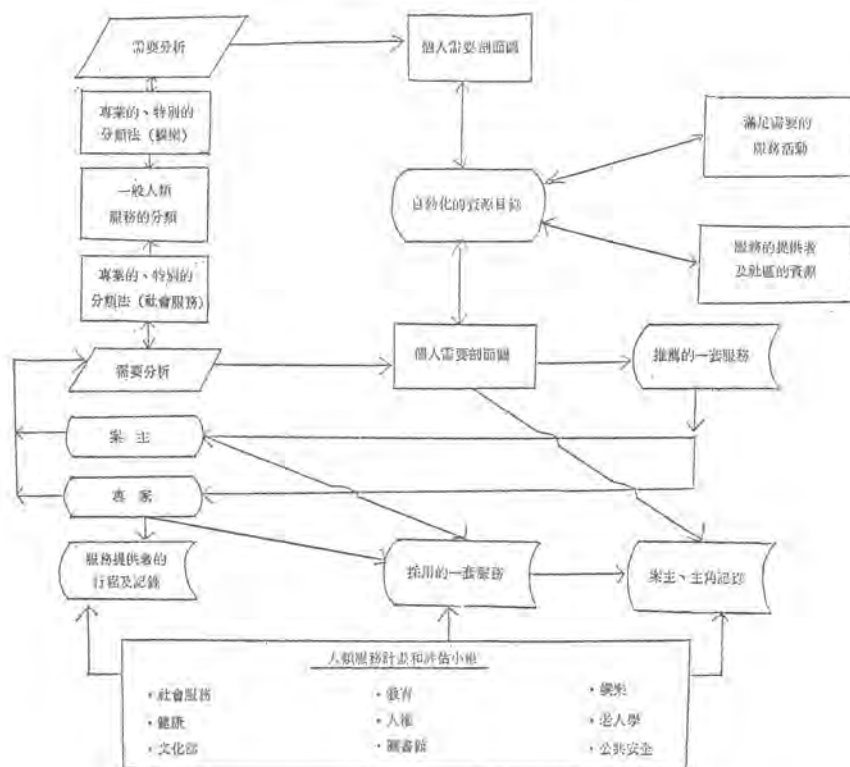 需要分析
個人需要剖面圖
專業的、特別的
分類法（娛樂）
滿足需要的
服務活動
一般人類
服務的分類
自動化的資源目錄
服務的提供者
及社區的資源
專業的、特別的
分類法（社會服務）
需要分析
個人需要剖面圖
推薦的一套服務
案主
專家
服務提供者的
行程及記錄
採用的一套服務
案主、主角記錄
人類服務計畫和評估小組
・社會服務
・教育
・娛樂
・健康
・人權
・老人學
・文化部
・圖書館
・公共安全